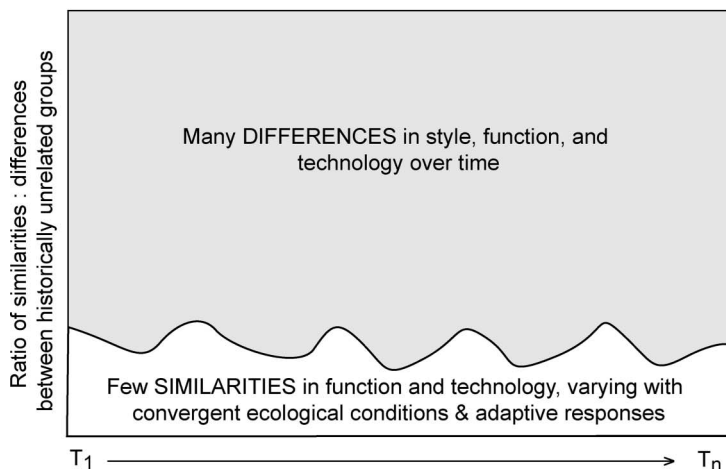 Ratio of similarities : differences
between historically unrelated groups
Many DIFFERENCES in style, function, and
technology over time
Few SIMILARITIES in function and technology, varying with
convergent ecological conditions & adaptive responses
T1
Tn